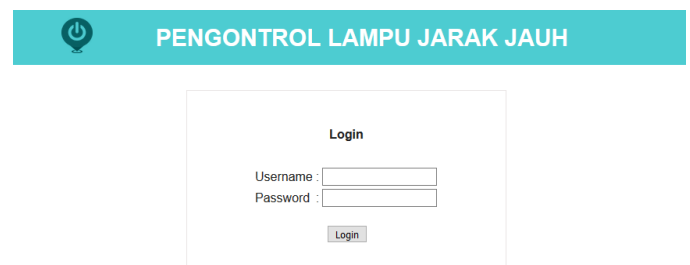 PENGONTROL LAMPU JARAK JAUH
Login
Username :
Password :
Login